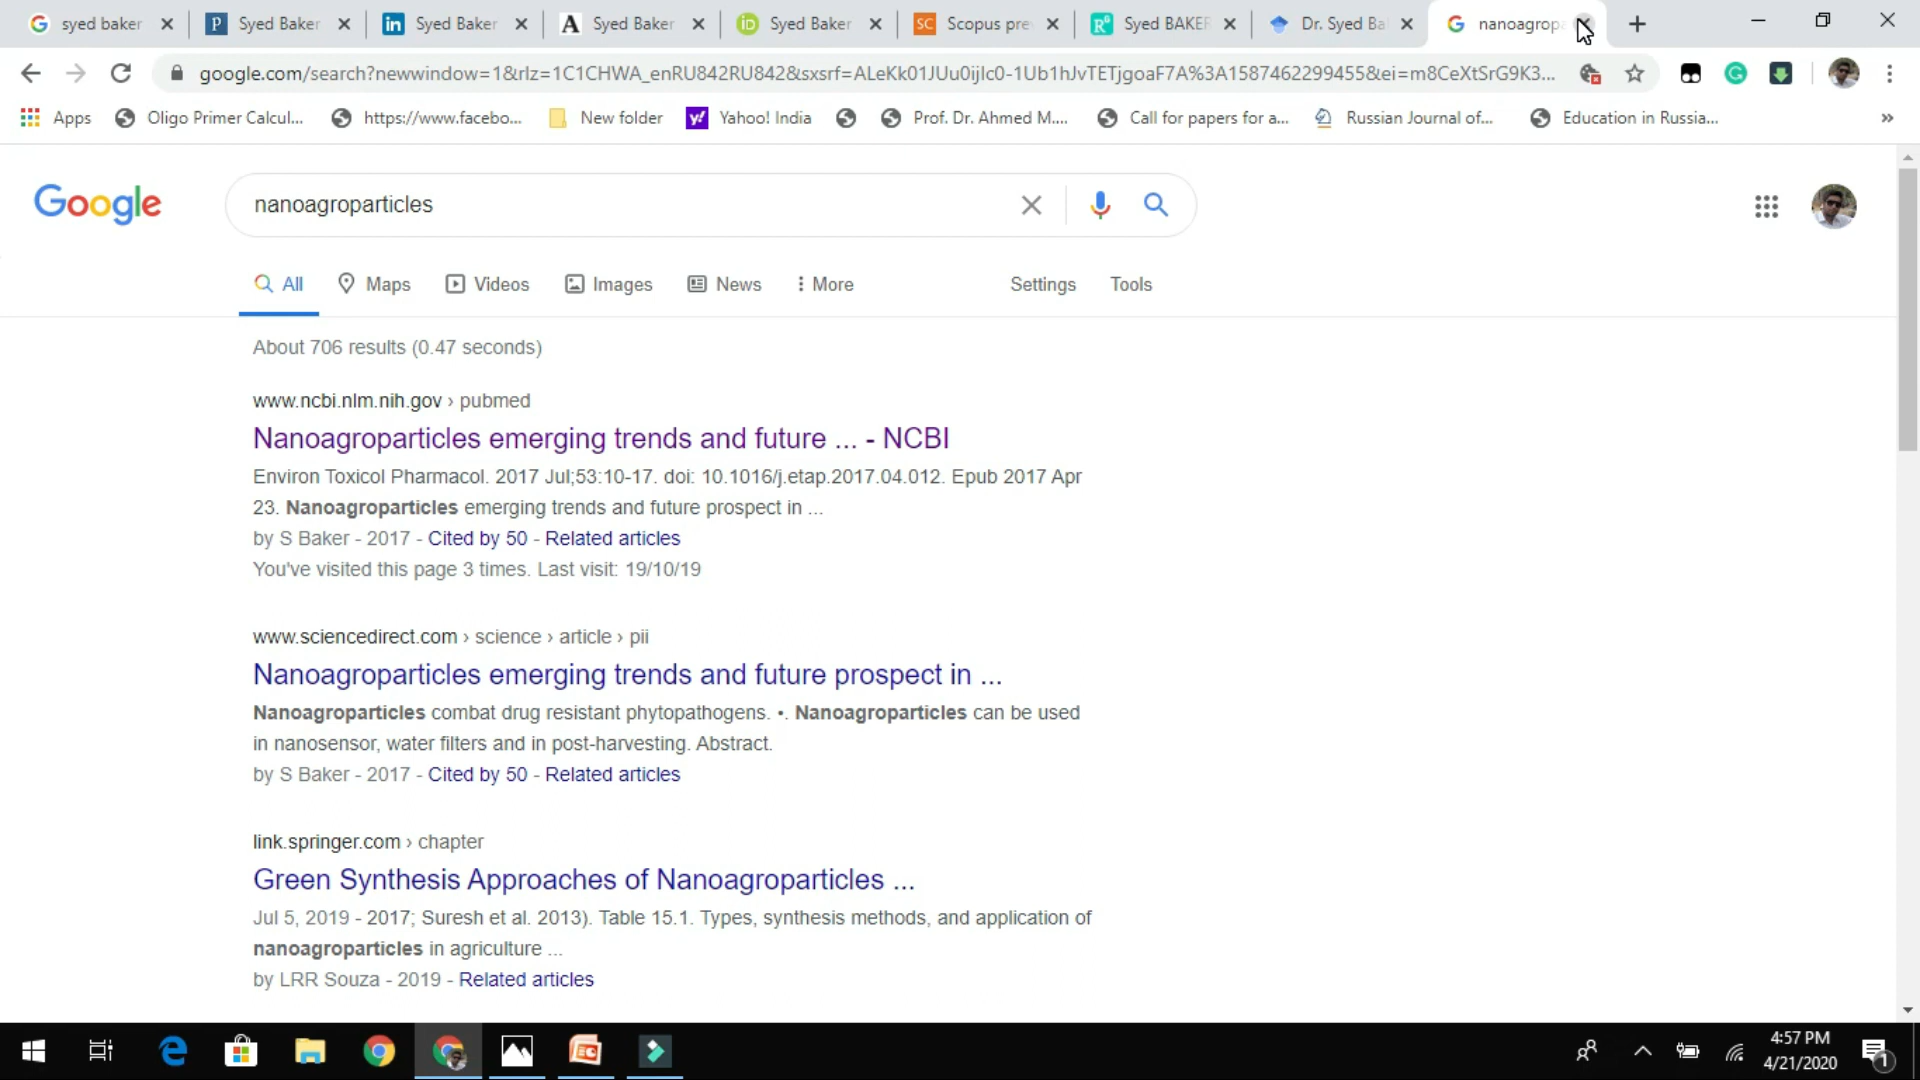 syed baker
Syed Baker
Syed Baker
Syed Baker
Syed Baker
Scopus pre
Syed BAKER
Dr. Syed Ba
nanoagropa
google.com/search?newwindow=1&rlz=1C1CHWA_enRU842RU842&sxsrf=ALeKk01JUu0ijIc0-1Ub1hJvTETjgoaF7A%3A1587462299455&ei=m8CeXtSrG9K3...
Apps
Oligo Primer Calcul...
https://www.facebo...
New folder
Yahoo! India
Prof. Dr. Ahmed M....
Call for papers for a...
Russian Journal of...
Education in Russia...
Google
nanoagroparticles
All
Maps
Videos
Images
News
More
Settings
Tools
About 706 results (0.47 seconds)
www.ncbi.nlm.nih.gov › pubmed
Nanoagroparticles emerging trends and future ... - NCBI
Environ Toxicol Pharmacol. 2017 Jul;53:10-17. doi: 10.1016/j.etap.2017.04.012. Epub 2017 Apr
23. Nanoagroparticles emerging trends and future prospect in ...
by S Baker - 2017 - Cited by 50 - Related articles
You've visited this page 3 times. Last visit: 19/10/19
www.sciencedirect.com › science › article › pii
Nanoagroparticles emerging trends and future prospect in ...
Nanoagroparticles combat drug resistant phytopathogens. •. Nanoagroparticles can be used
in nanosensor, water filters and in post-harvesting. Abstract.
by S Baker - 2017 - Cited by 50 - Related articles
link.springer.com › chapter
Green Synthesis Approaches of Nanoagroparticles ...
Jul 5, 2019 - 2017; Suresh et al. 2013). Table 15.1. Types, synthesis methods, and application of
nanoagroparticles in agriculture ...
by LRR Souza - 2019 - Related articles
4:57 PM
4/21/2020
1